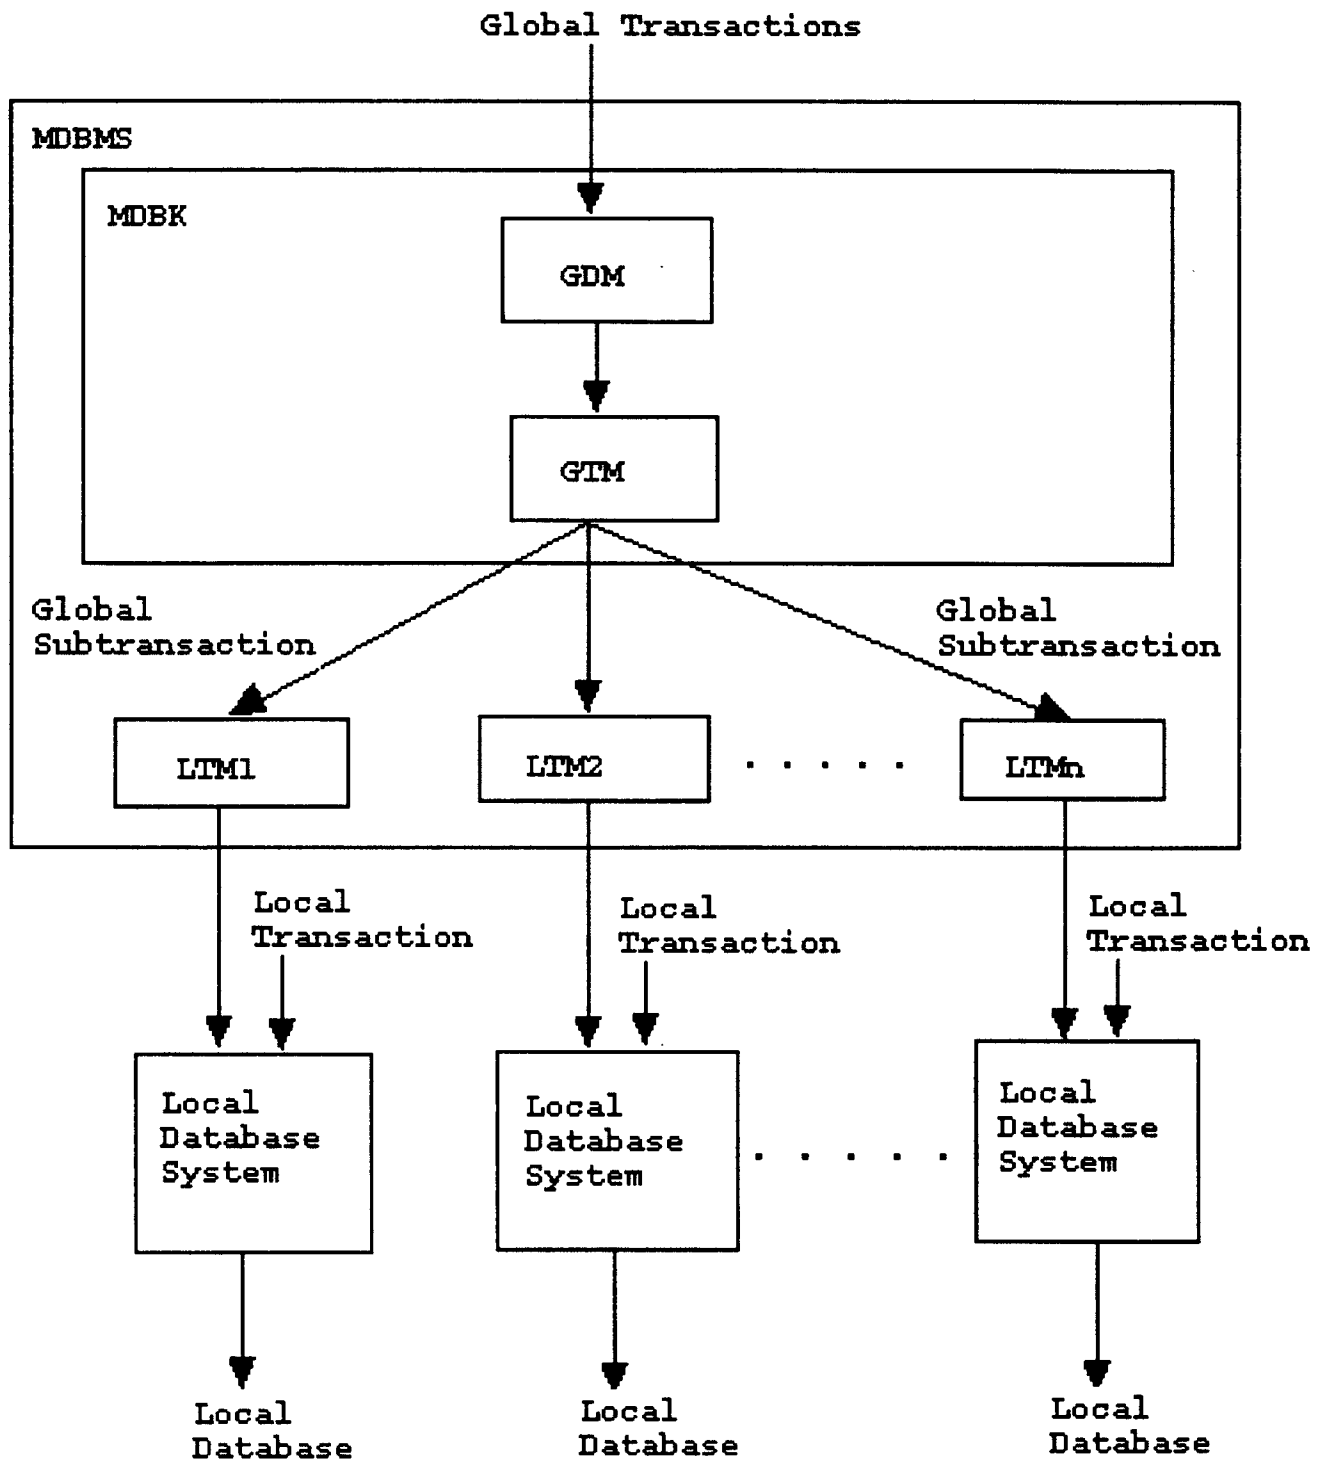 Global Transactions
MDBMS
MDBK
GDM
GTM
Global
Subtransaction
Global
Subtransaction
LTM1
LTM2
LTMn
Local
Transaction
Local
Transaction
Local
Transaction
Local
Database
System
Local
Database
System
Local
Database
System
Local
Database
Local
Database
Local
Database